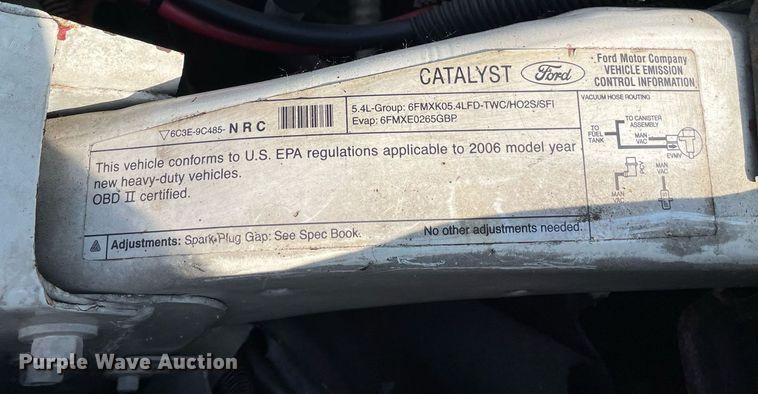 CATALYST Ford
Ford Motor Company
VEHICLE EMISSION
CONTROL INFORMATION
6C3E-9C485- NRC
5.4L-Group: 6FMXK05.4LFD-TWC/HO2S/SFI
Evap: 6FMXE0265GBP
VACUUM HOSE ROUTING
TO FUEL TANK
TO CANISTER ASSEMBLY
MAN VAC
EVMV
PCV
MAN VAC
MAN VAC
This vehicle conforms to U.S. EPA regulations applicable to 2006 model year
new heavy-duty vehicles.
OBD II certified.
Adjustments: Spark Plug Gap: See Spec Book. No other adjustments needed.
Purple Wave Auction